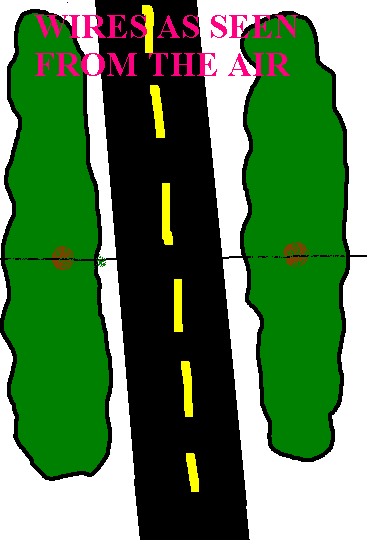 WIRES AS SEEN
FROM THE AIR